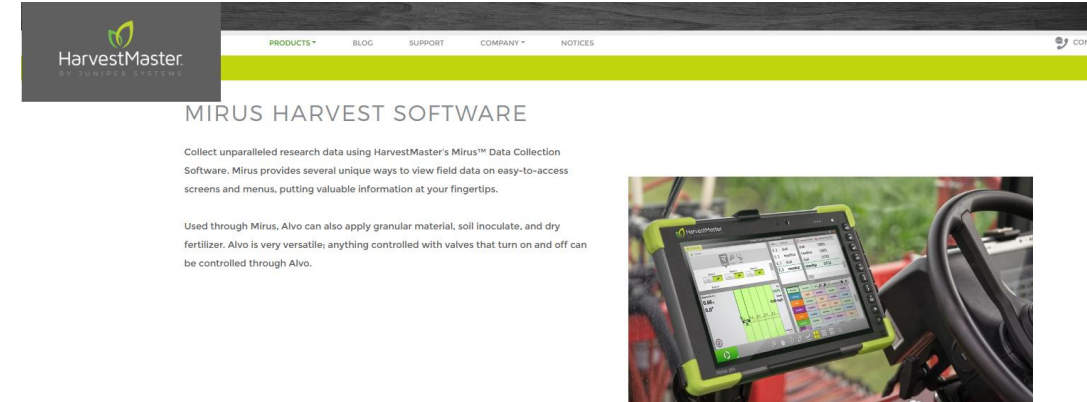 HarvestMaster.
BY JUNIPER SYSTEMS
PRODUCTS
BLOG
SUPPORT
COMPANY
NOTICES
MIRUS HARVEST SOFTWARE
Collect unparalleled research data using HarvestMaster's Mirus™ Data Collection
Software. Mirus provides several unique ways to view field data on easy-to-access
screens and menus, putting valuable information at your fingertips.
Used through Mirus, Alvo can also apply granular material, soil inoculate, and dry
fertilizer. Alvo is very versatile; anything controlled with valves that turn on and off can
be controlled through Alvo.
HarvestMaster